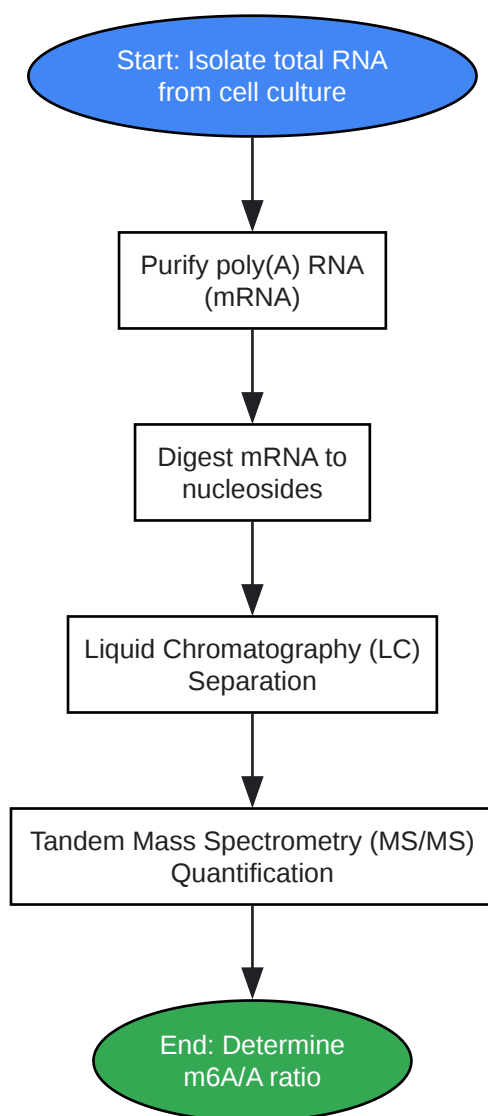 Start: Isolate total RNA
from cell culture
Purify poly(A) RNA
(mRNA)
Digest mRNA to
nucleosides
Liquid Chromatography (LC)
Separation
Tandem Mass Spectrometry (MS/MS)
Quantification
End: Determine
m6A/A ratio